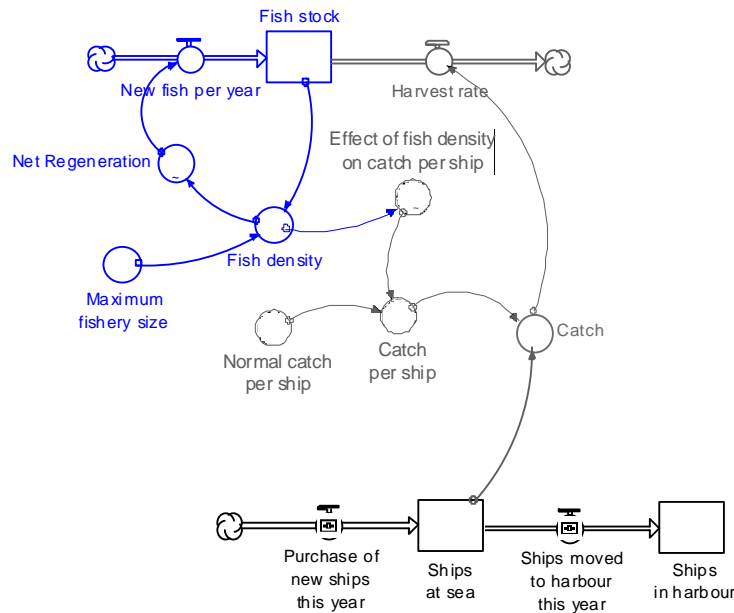 Fish stock
New fish per year
Harvest rate
Effect of fish density
on catch per ship
Net Regeneration
~
~
Fish density
Maximum
fishery size
Normal catch
per ship
Catch
per ship
Catch
Purchase of
new ships
this year
Ships
at sea
Ships moved
to harbour
this year
Ships
in harbour